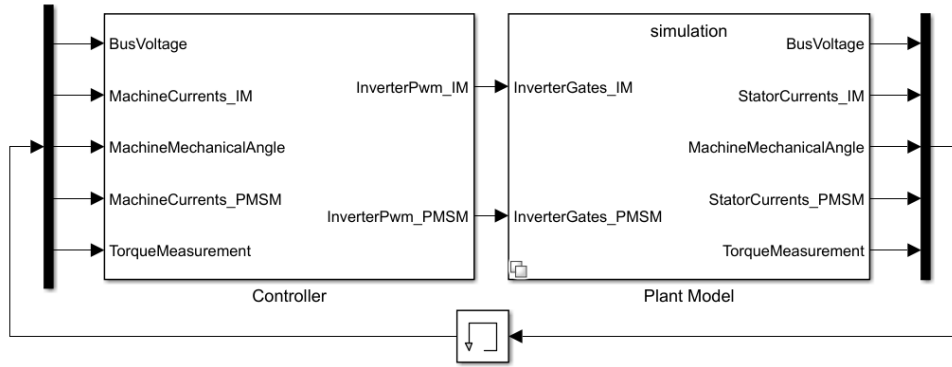 BusVoltage
MachineCurrents_IM
MachineMechanicalAngle
MachineCurrents_PMSM
TorqueMeasurement
InverterPwm_IM
InverterPwm_PMSM
Controller
simulation
InverterGates_IM
InverterGates_PMSM
BusVoltage
StatorCurrents_IM
MachineMechanicalAngle
StatorCurrents_PMSM
TorqueMeasurement
Plant Model